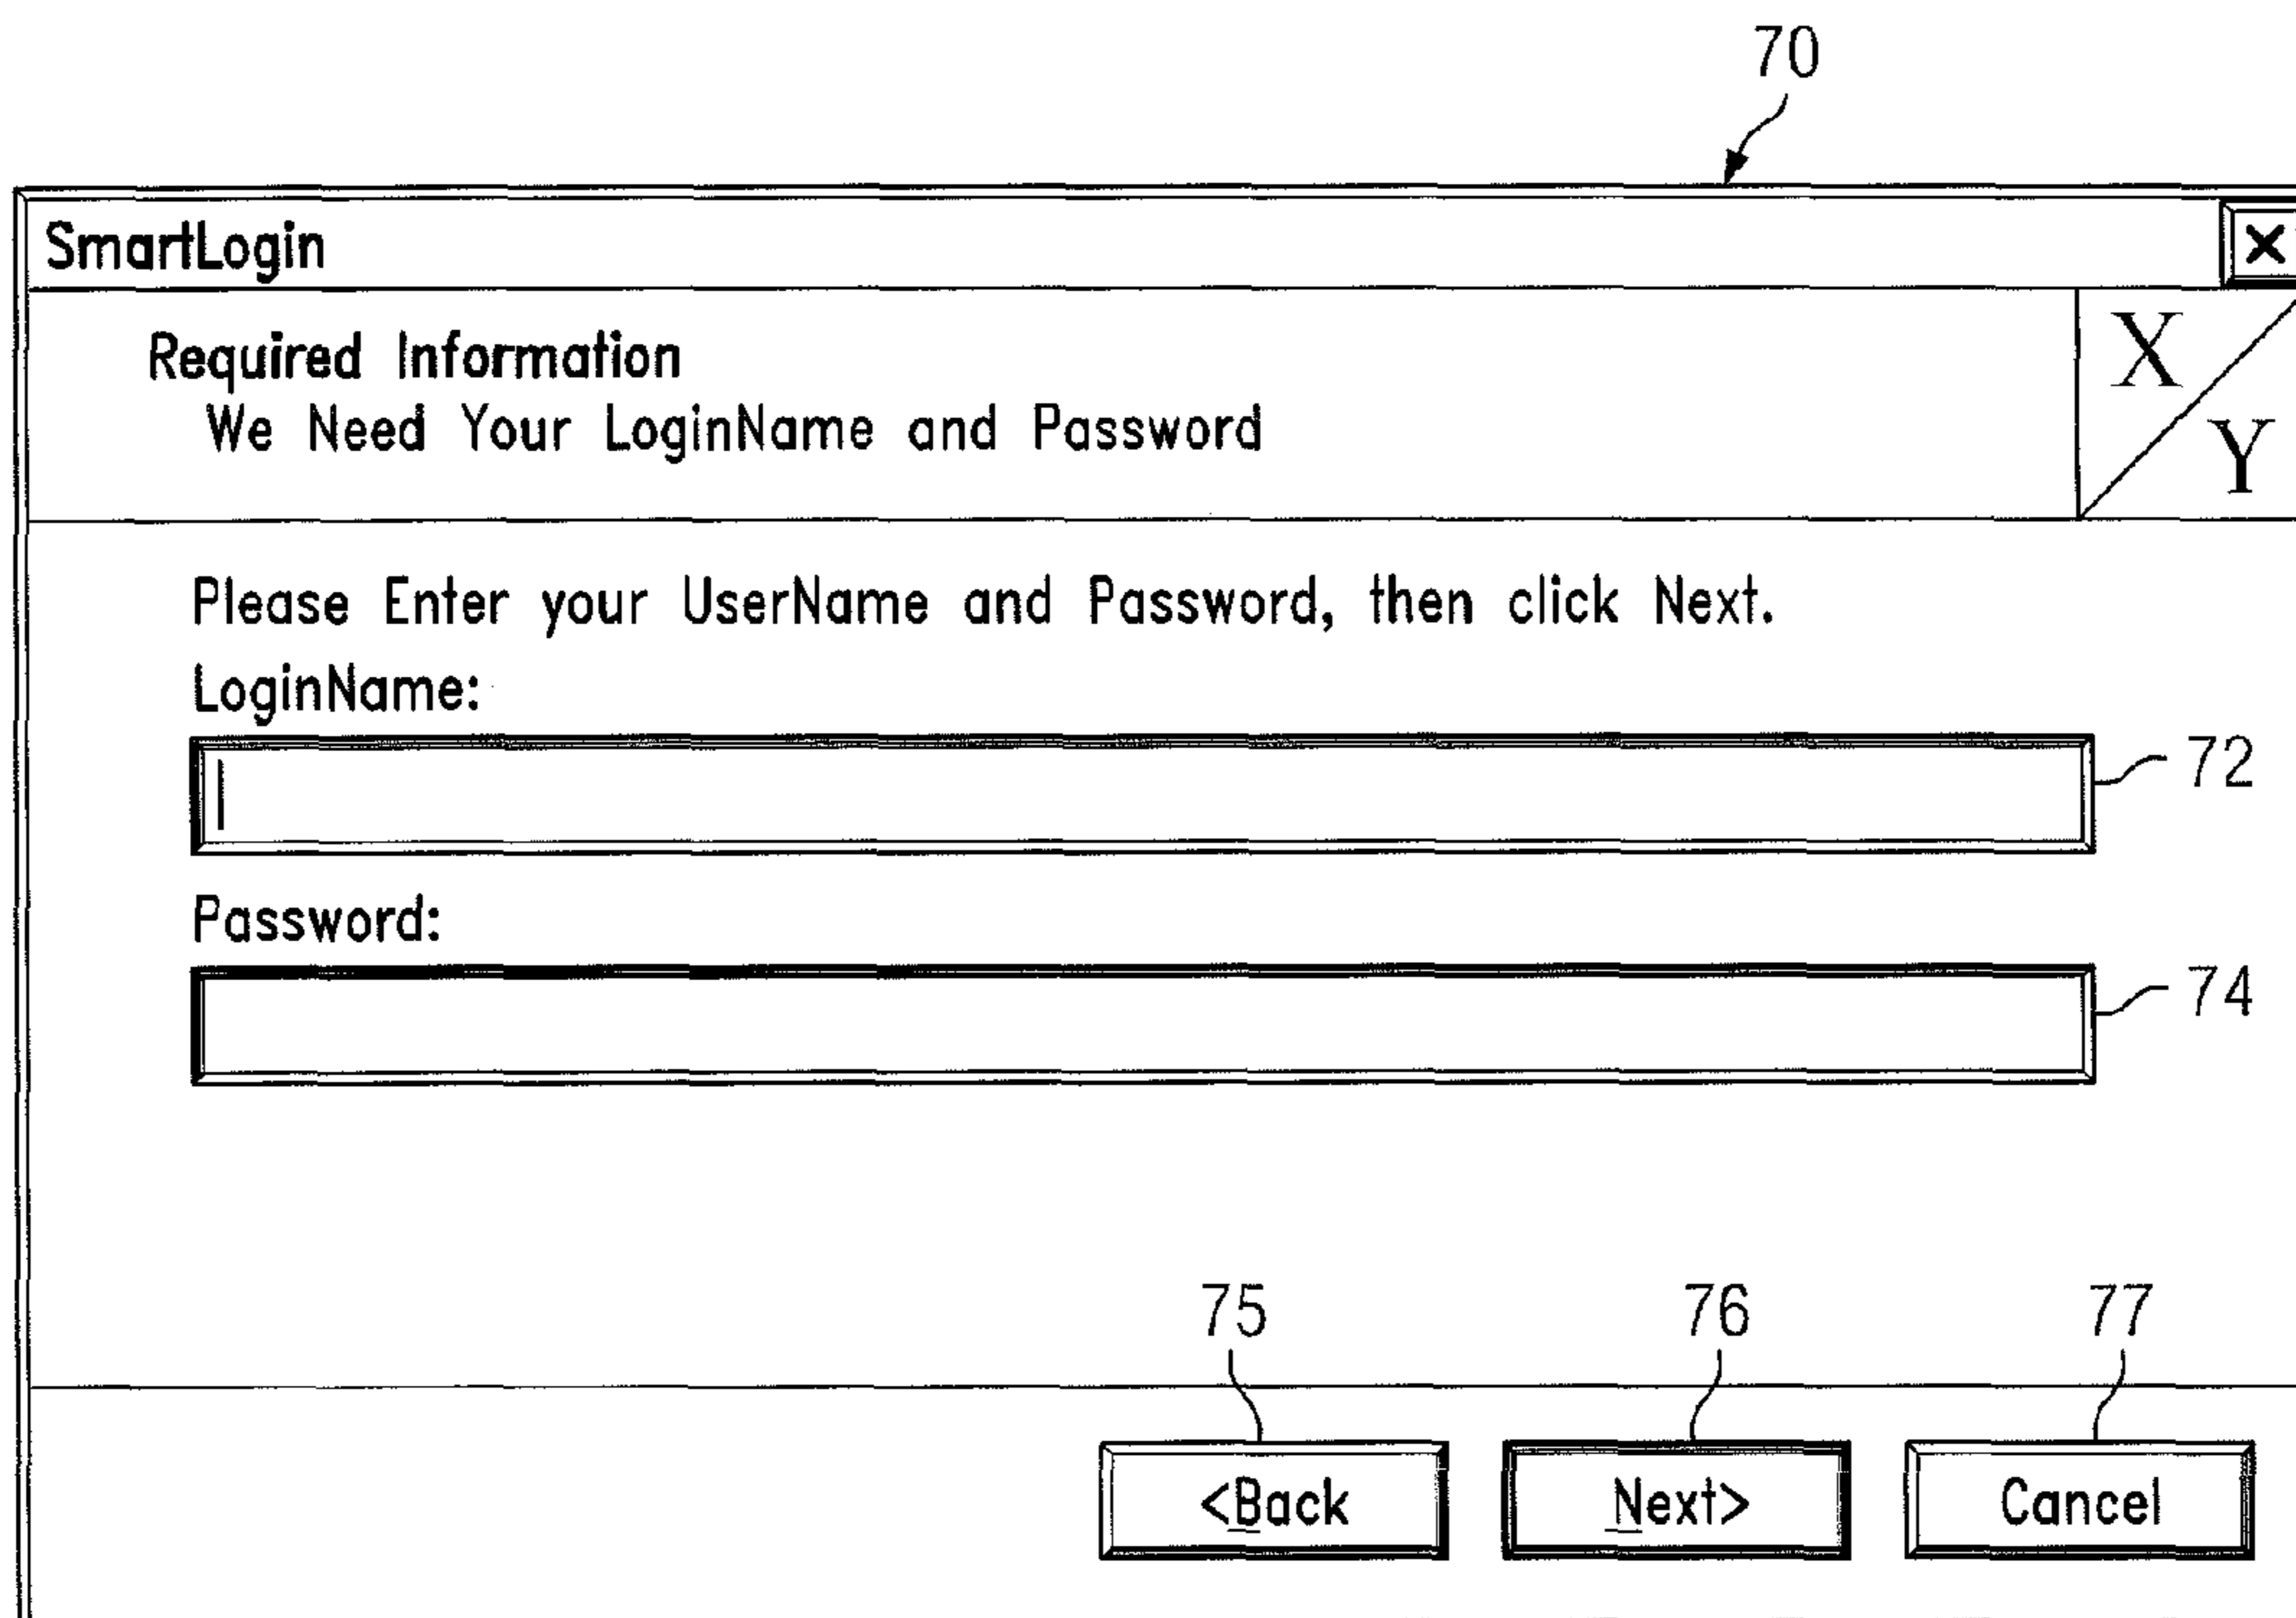 70
SmartLogin
X
Required Information
We Need Your LoginName and Password
X
Y
Please Enter your UserName and Password, then click Next.
LoginName:
72
Password:
74
75 76 77
<Back Next> Cancel